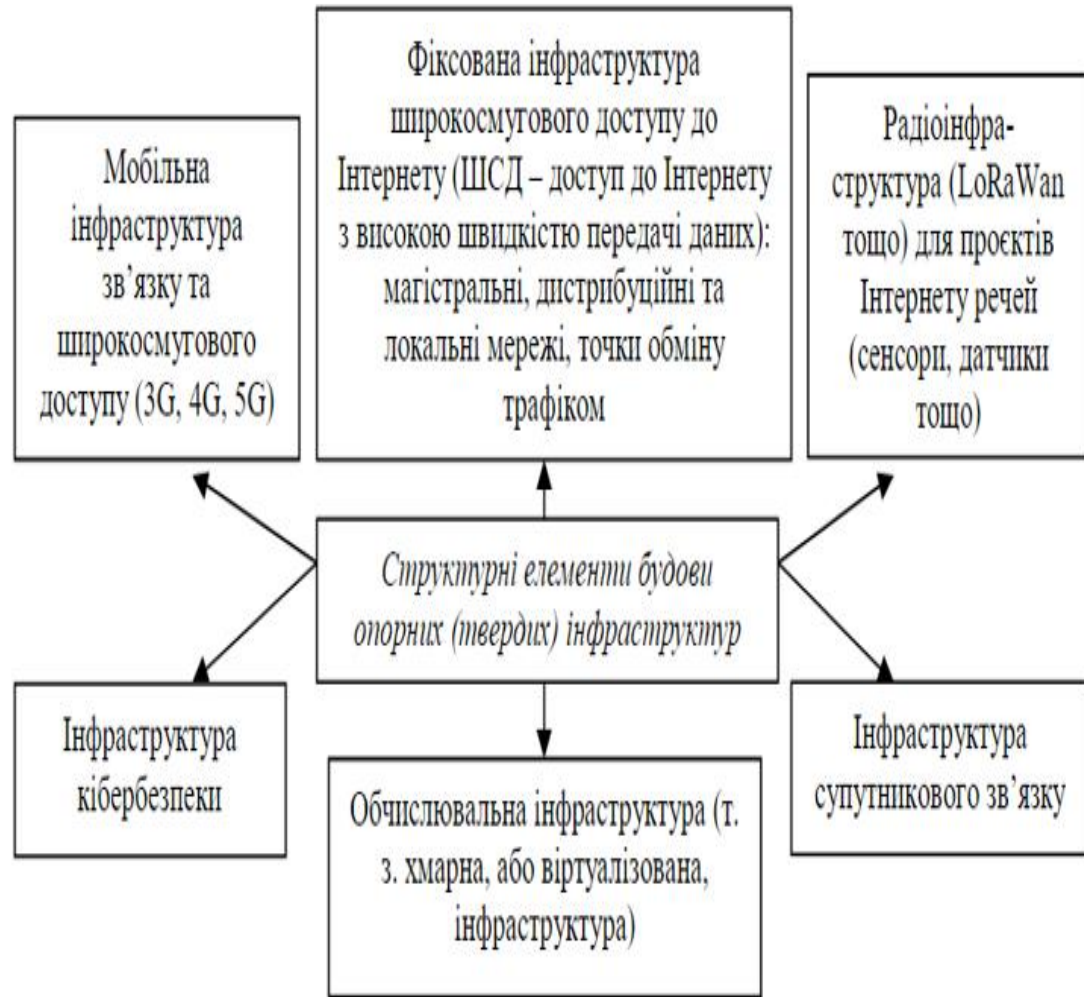 Мобільна
інфраструктура
зв’язку та
широкосмугового
доступу (3G, 4G, 5G)
Фіксована інфраструктура
широкосмугового доступу до
Інтернету (ШСД – доступ до Інтернету
з високою швидкістю передачі даних):
магістральні, дистрибуційні та
локальні мережі, точки обміну
трафіком
Радіоінфра-
структура (LoRaWan
тощо) для проєктів
Інтернету речей
(сенсори, датчики
тощо)
Структурні елементи будови
опорних (твердих) інфраструктур
Інфраструктура
кібербезпеки
Обчислювальна інфраструктура (т.
з. хмарна, або віртуалізована,
інфраструктура)
Інфраструктура
супутникового зв’язку